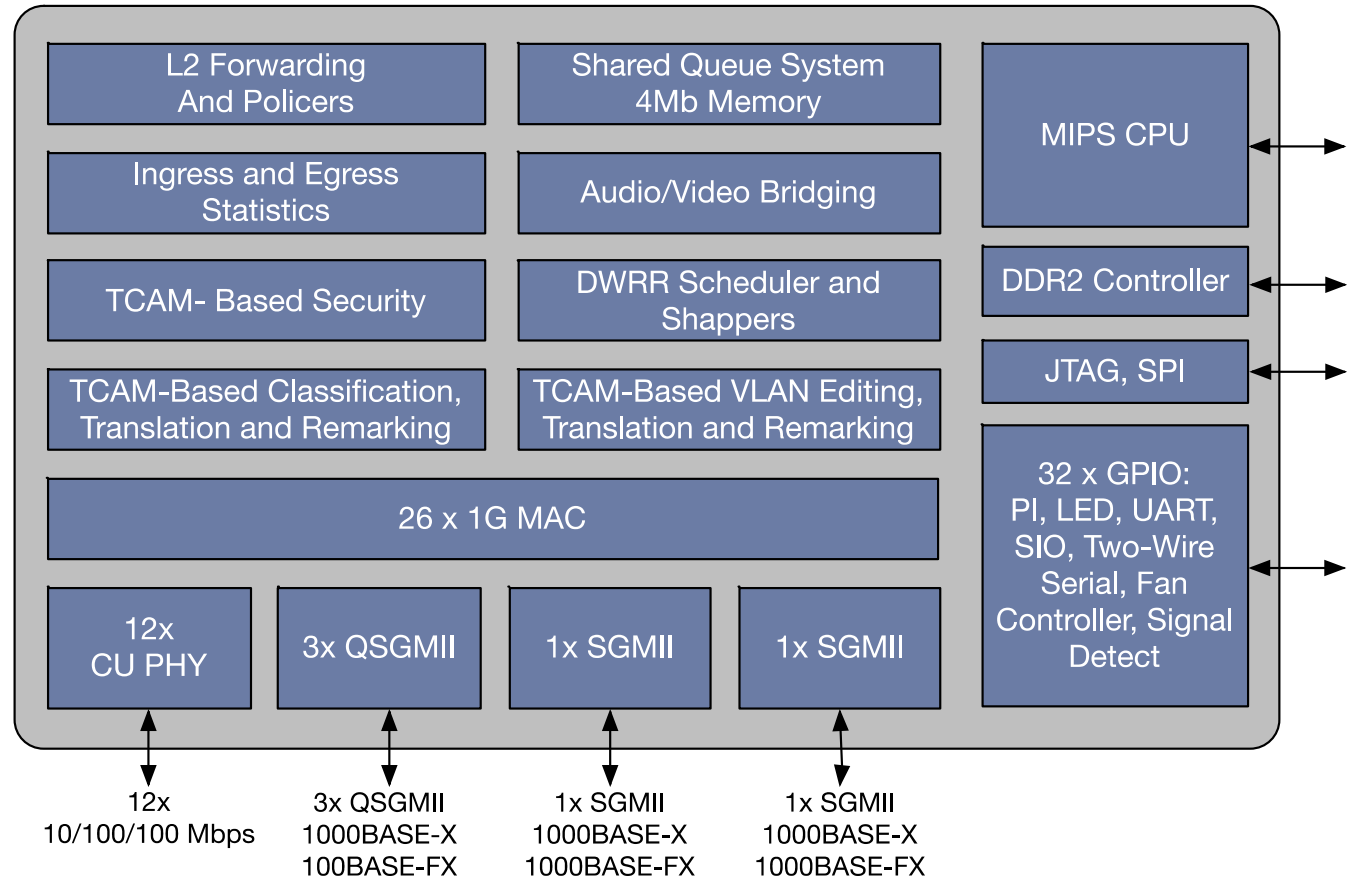 L2 Forwarding
And Policers
Shared Queue System
4Mb Memory
MIPS CPU
Ingress and Egress
Statistics
Audio/Video Bridging
TCAM- Based Security
DWRR Scheduler and
Shappers
DDR2 Controller
JTAG, SPI
TCAM-Based Classification,
Translation and Remarking
TCAM-Based VLAN Editing,
Translation and Remarking
32 x GPIO:
PI, LED, UART,
SIO, Two-Wire
Serial, Fan
Controller, Signal
Detect
26 x 1G MAC
12x
CU PHY
3x QSGMII
1x SGMII
1x SGMII
12x
10/100/100 Mbps
3x QSGMII
1000BASE-X
100BASE-FX
1x SGMII
1000BASE-X
1000BASE-FX
1x SGMII
1000BASE-X
1000BASE-FX